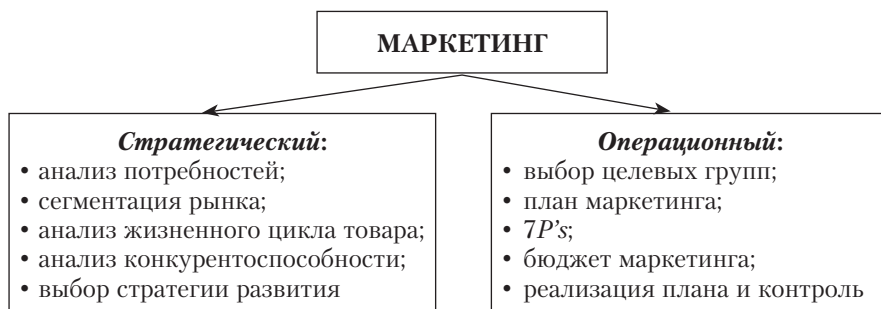 МАРКЕТИНГ
Стратегический:
• анализ потребностей;
• сегментация рынка;
• анализ жизненного цикла товара;
• анализ конкурентоспособности;
• выбор стратегии развития
Операционный:
• выбор целевых групп;
• план маркетинга;
• 7P’s;
• бюджет маркетинга;
• реализация плана и контроль